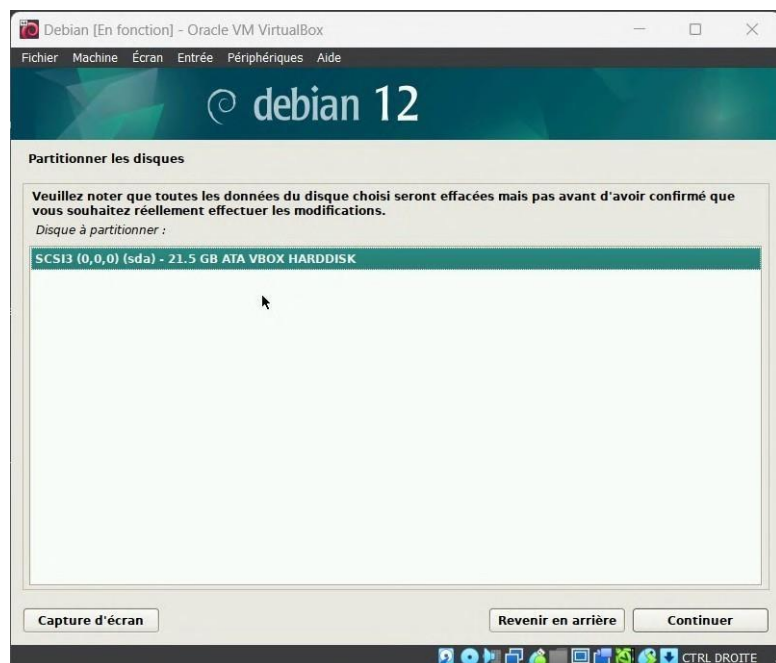 Debian [En fonction] - Oracle VM VirtualBox
Fichier Machine Écran Entrée Périphériques Aide
debian 12
Partitionner les disques
Veuillez noter que toutes les données du disque choisi seront effacées mais pas avant d'avoir confirmé que
vous souhaitez réellement effectuer les modifications.
Disque à partitionner :
SCSI3 (0,0,0) (sda) - 21.5 GB ATA VBOX HARDDISK
Capture d'écran
Revenir en arrière
Continuer
CTRL DROITE